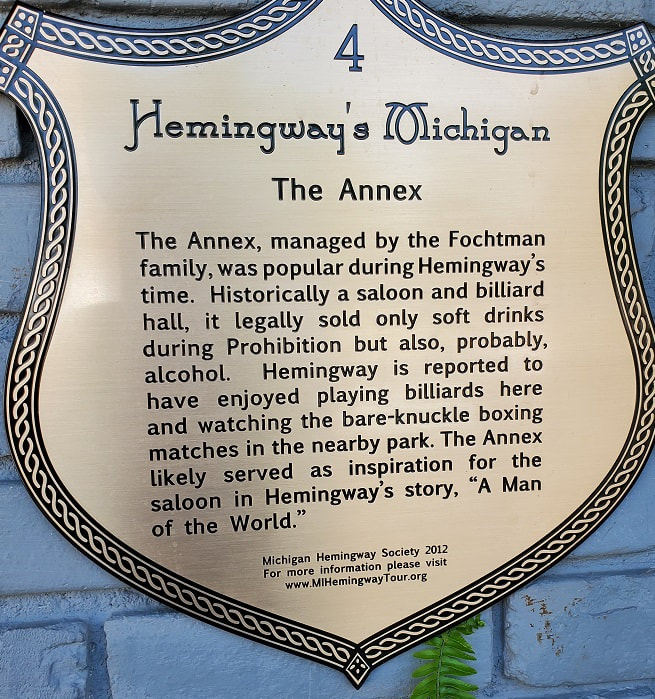 4
Hemingway's Michigan
The Annex
The Annex, managed by the Fochtman
family, was popular during Hemingway's
time. Historically a saloon and billiard
hall, it legally sold only soft drinks
during Prohibition but also, probably,
alcohol. Hemingway is reported to
have enjoyed playing billiards here
and watching the bare-knuckle boxing
matches in the nearby park. The Annex
likely served as inspiration for the
saloon in Hemingway's story, “A Man
of the World.”
Michigan Hemingway Society 2012
For more information please visit
www.MIHemingwayTour.org